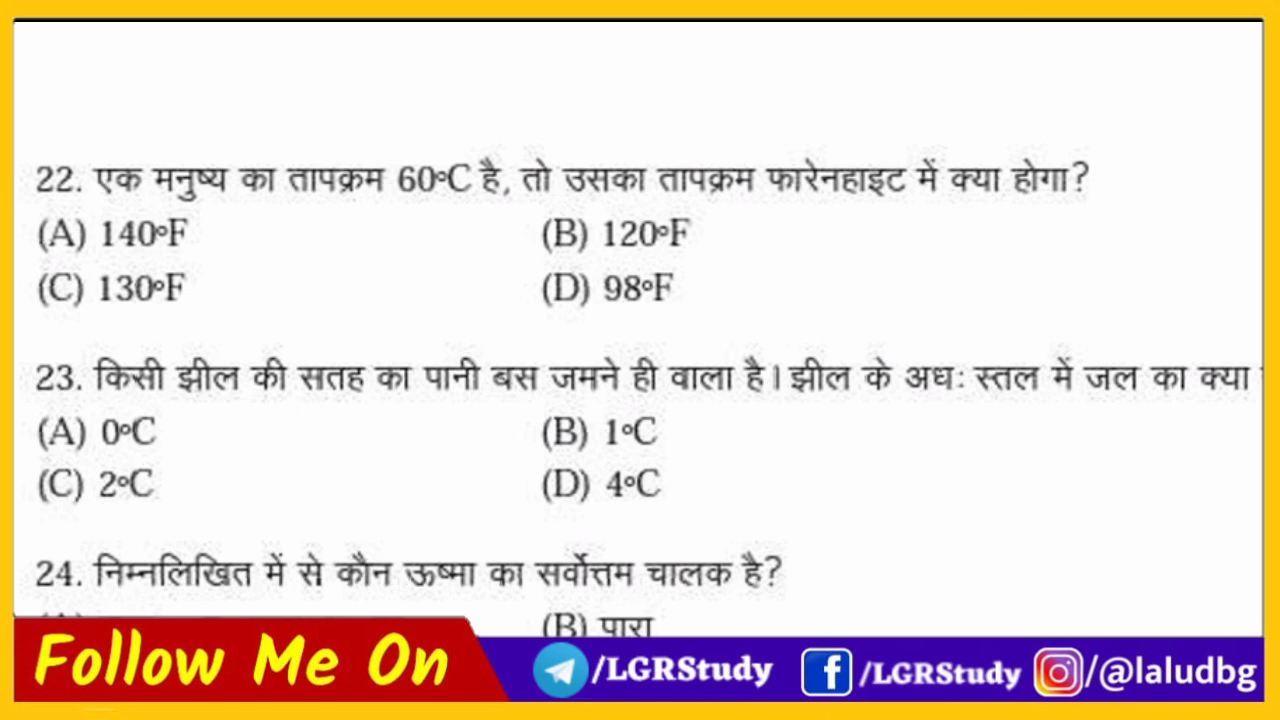 22. एक मनुष्य का तापक्रम 60°C है, तो उसका तापक्रम फारेनहाइट में क्या होगा?
(A) 140°F (B) 120°F
(C) 130°F (D) 98°F
23. किसी झील की सतह का पानी बस जमने ही वाला है। झील के अधः स्तल में जल का क्या
(A) 0°C (B) 1°C
(C) 2°C (D) 4°C
24. निम्नलिखित में से कौन ऊष्मा का सर्वोत्तम चालक है?
(B) पारा
Follow Me On /LGRStudy /LGRStudy /@laludbg